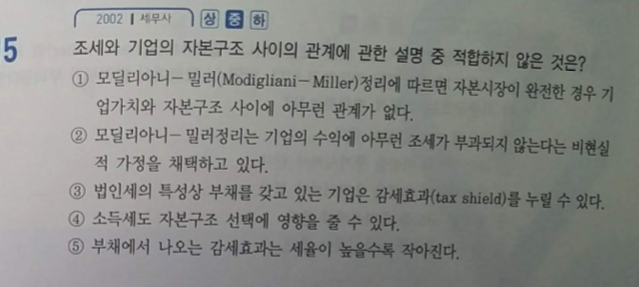 2002 | 세무사 상 중 하
5 조세와 기업의 자본구조 사이의 관계에 관한 설명 중 적합하지 않은 것은?
① 모딜리아니-밀러(Modigliani-Miller)정리에 따르면 자본시장이 완전한 경우 기
업가치와 자본구조 사이에 아무런 관계가 없다.
② 모딜리아니-밀러정리는 기업의 수익에 아무런 조세가 부과되지 않는다는 비현실
적 가정을 채택하고 있다.
③ 법인세의 특성상 부채를 갖고 있는 기업은 감세효과(tax shield)를 누릴 수 있다.
④ 소득세도 자본구조 선택에 영향을 줄 수 있다.
⑤ 부채에서 나오는 감세효과는 세율이 높을수록 작아진다.